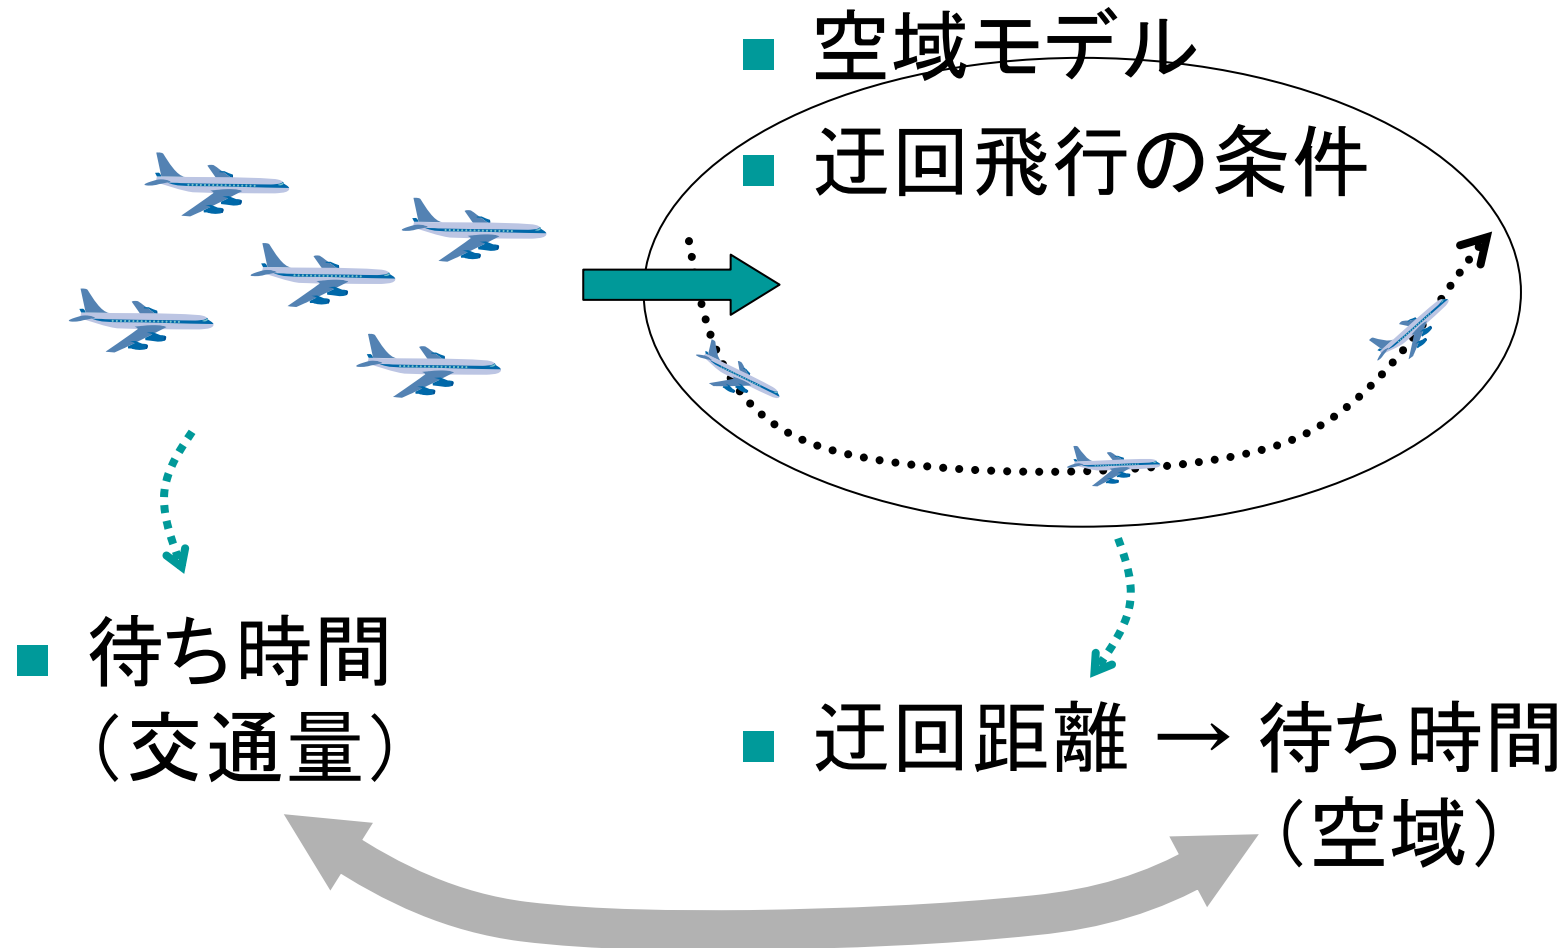 空域モデル
迂回飛行の条件
待ち時間
（交通量）
迂回距離 → 待ち時間
（空域）